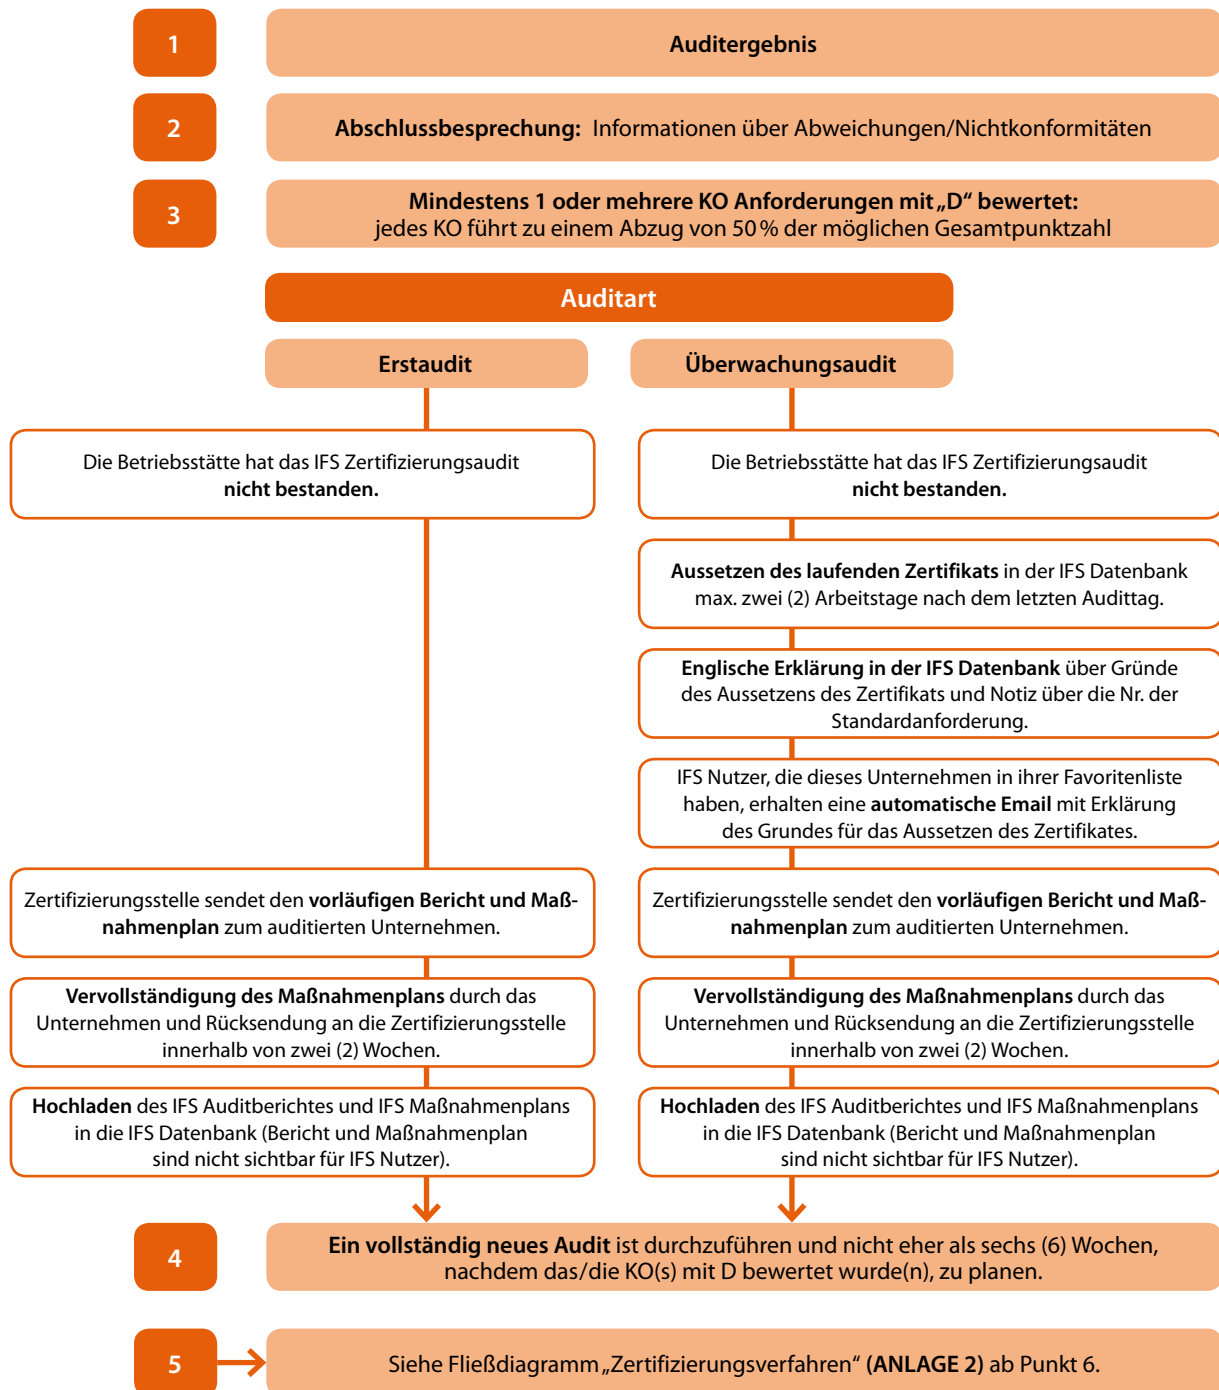 1
Auditergebnis
2
Abschlussbesprechung: Informationen über Abweichungen/Nichtkonformitäten
3
Mindestens 1 oder mehrere KO Anforderungen mit „D“ bewertet:
jedes KO führt zu einem Abzug von 50 % der möglichen Gesamtpunktzahl
Auditart
Erstaudit
Die Betriebsstätte hat das IFS Zertifizierungsaudit
nicht bestanden.
Zertifizierungsstelle sendet den vorläufigen Bericht und Maß-
nahmenplan zum auditierten Unternehmen.
Vervollständigung des Maßnahmenplans durch das
Unternehmen und Rücksendung an die Zertifizierungsstelle
innerhalb von zwei (2) Wochen.
Hochladen des IFS Auditberichtes und IFS Maßnahmenplans
in die IFS Datenbank (Bericht und Maßnahmenplan
sind nicht sichtbar für IFS Nutzer).
Überwachungsaudit
Die Betriebsstätte hat das IFS Zertifizierungsaudit
nicht bestanden.
Aussetzen des laufenden Zertifikats in der IFS Datenbank
max. zwei (2) Arbeitstage nach dem letzten Audittag.
Englische Erklärung in der IFS Datenbank über Gründe
des Aussetzens des Zertifikats und Notiz über die Nr. der
Standardanforderung.
IFS Nutzer, die dieses Unternehmen in ihrer Favoritenliste
haben, erhalten eine automatische Email mit Erklärung
des Grundes für das Aussetzen des Zertifikates.
Zertifizierungsstelle sendet den vorläufigen Bericht und Maß-
nahmenplan zum auditierten Unternehmen.
Vervollständigung des Maßnahmenplans durch das
Unternehmen und Rücksendung an die Zertifizierungsstelle
innerhalb von zwei (2) Wochen.
Hochladen des IFS Auditberichtes und IFS Maßnahmenplans
in die IFS Datenbank (Bericht und Maßnahmenplan
sind nicht sichtbar für IFS Nutzer).
4
Ein vollständig neues Audit ist durchzuführen und nicht eher als sechs (6) Wochen,
nachdem das/die KO(s) mit D bewertet wurde(n), zu planen.
5
Siehe Fließdiagramm „Zertifizierungsverfahren“ (ANLAGE 2) ab Punkt 6.